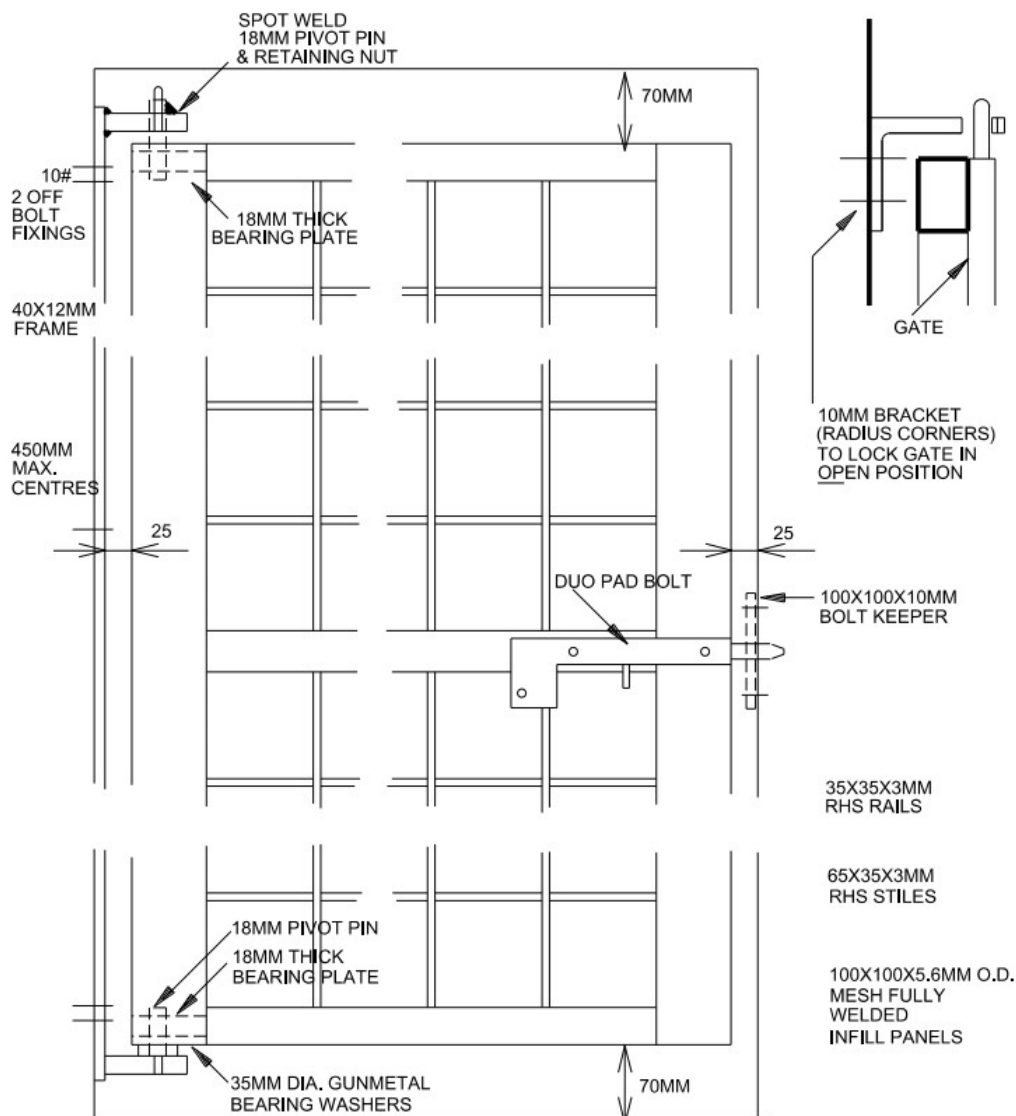 SPOT WELD
18MM PIVOT PIN
& RETAINING NUT
70MM
10#
2 OFF
BOLT
FIXINGS
18MM THICK
BEARING PLATE
40X12MM
FRAME
GATE
10MM BRACKET
(RADIUS CORNERS)
TO LOCK GATE IN
OPEN POSITION
450MM
MAX.
CENTRES
25
25
DUO PAD BOLT
100X100X10MM
BOLT KEEPER
35X35X3MM
RHS RAILS
65X35X3MM
RHS STILES
18MM PIVOT PIN
18MM THICK
BEARING PLATE
100X100X5.6MM O.D.
MESH FULLY
WELDED
INFILL PANELS
35MM DIA. GUNMETAL
BEARING WASHERS
70MM